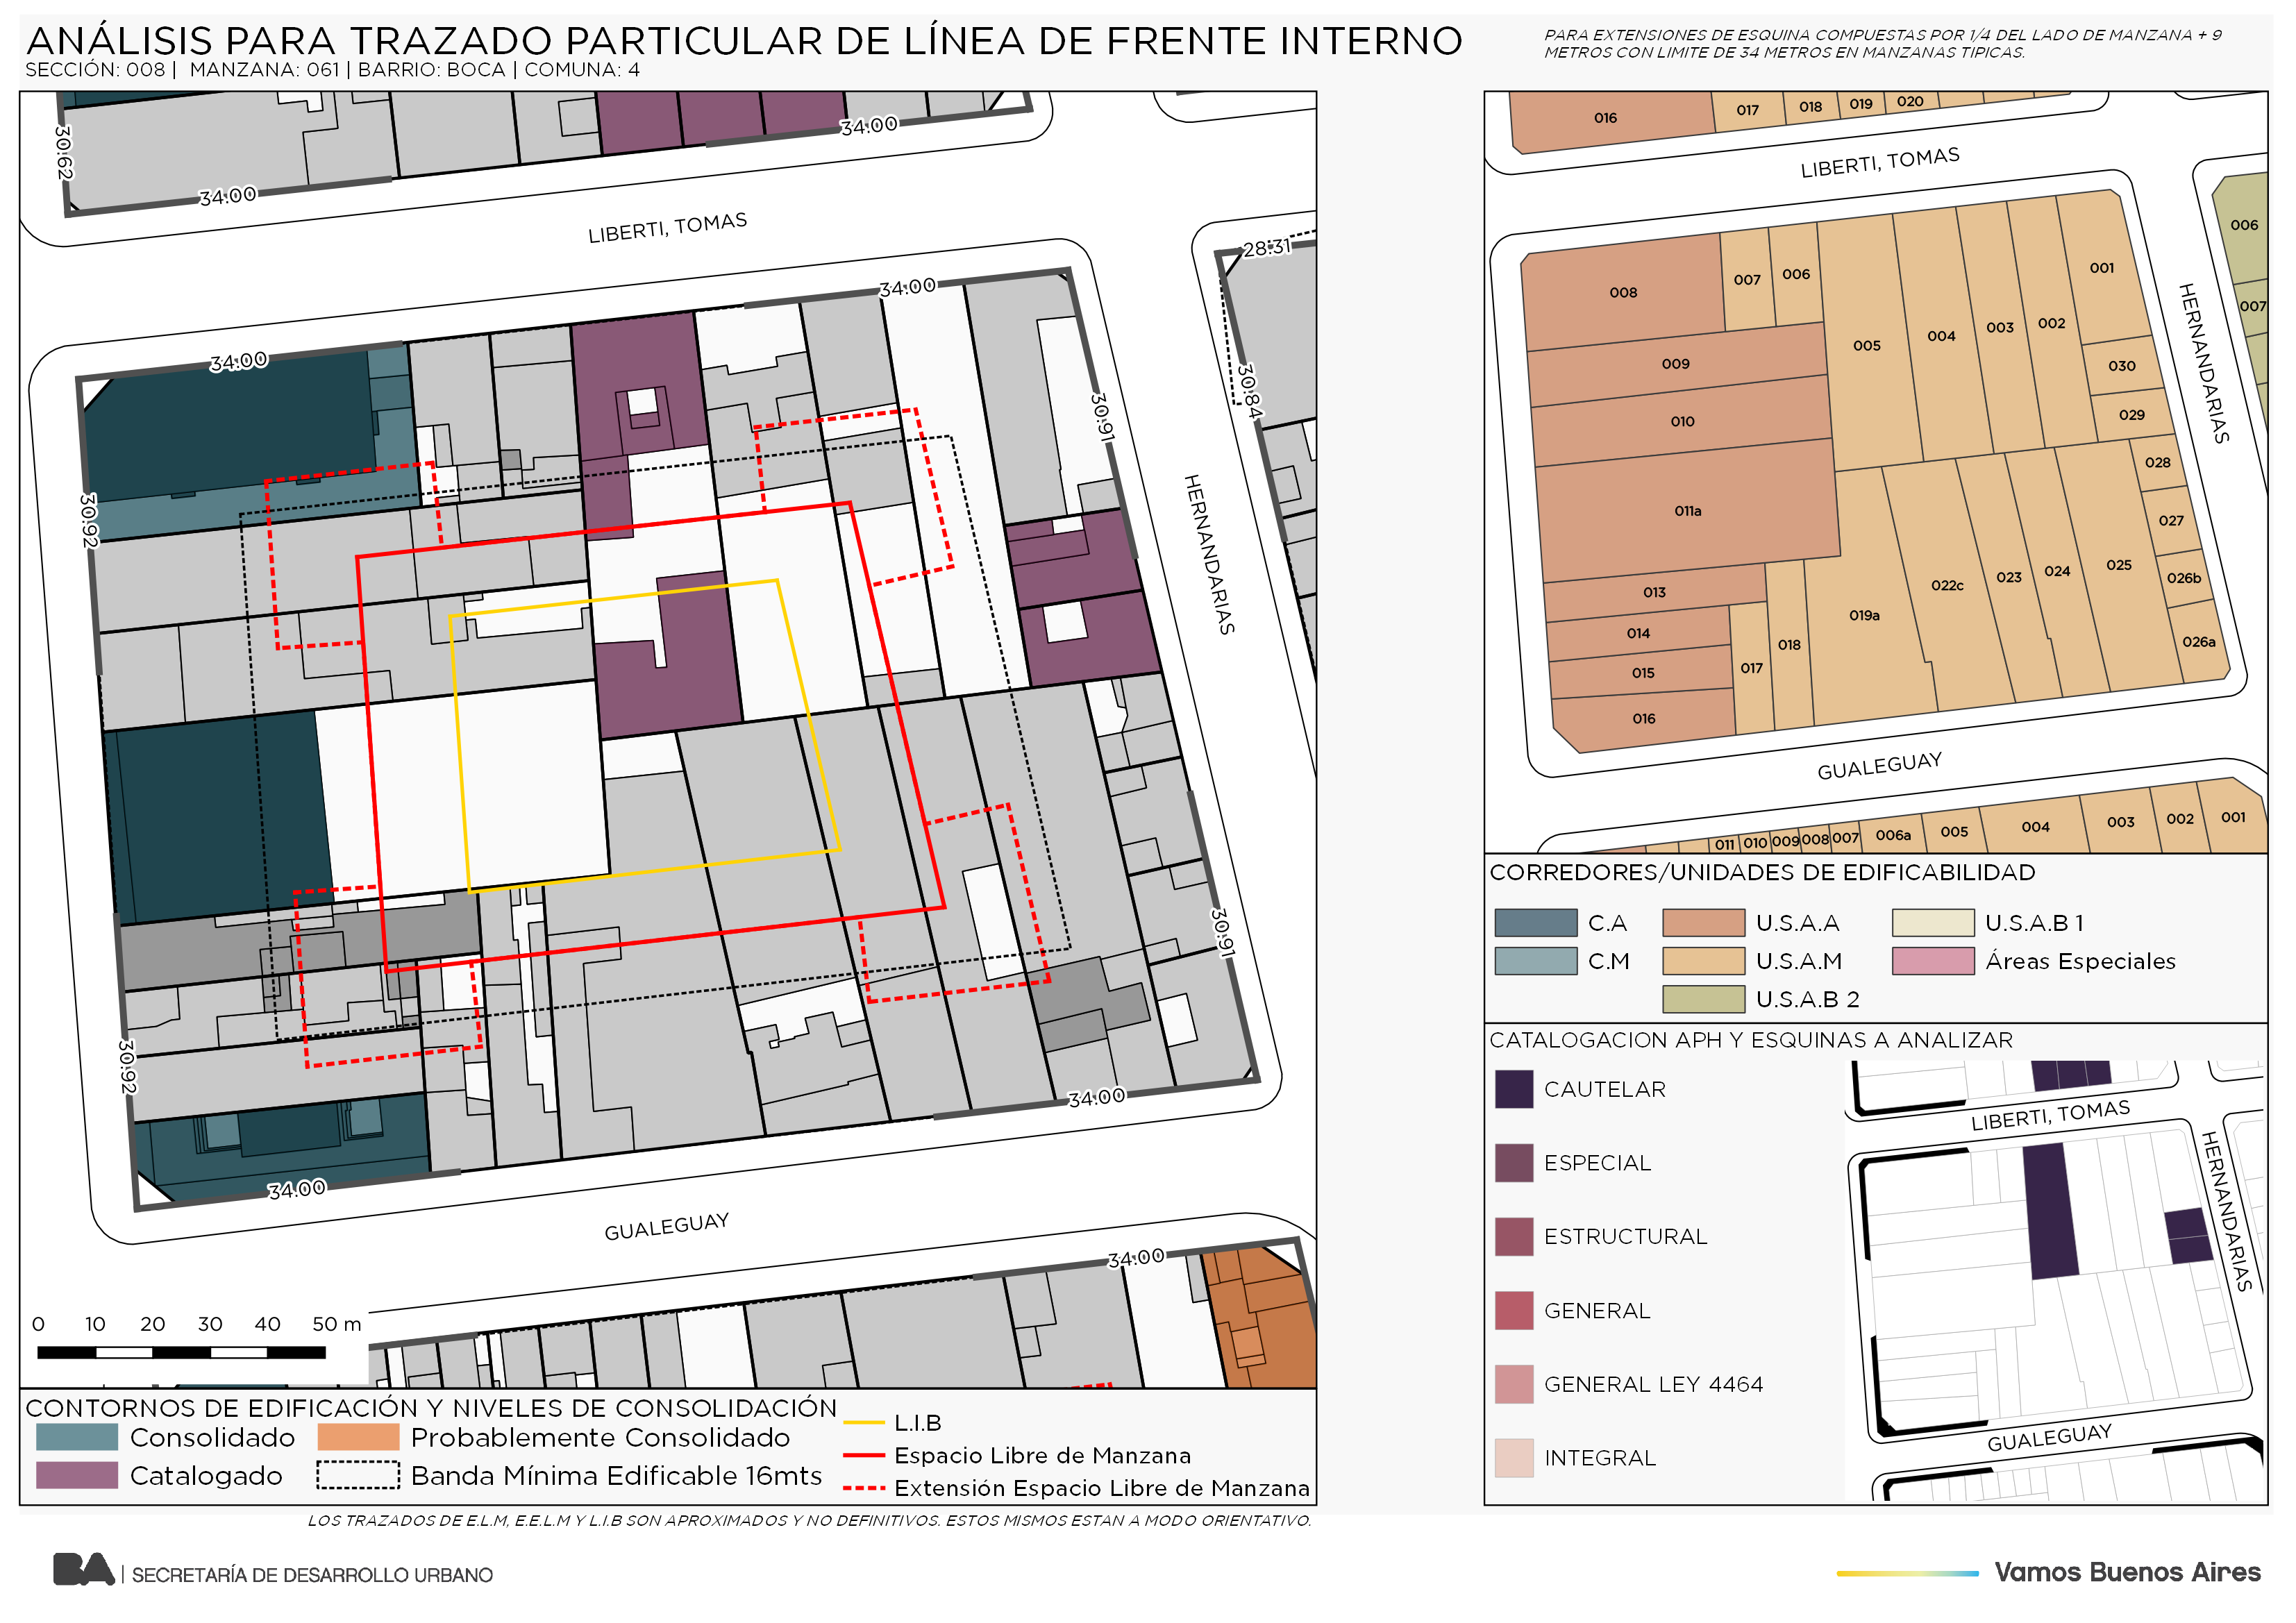 ANÁLISIS PARA TRAZADO PARTICULAR DE LÍNEA DE FRENTE INTERNO
SECCIÓN: 008 | MANZANA: 061 | BARRIO: BOCA | COMUNA: 4
PARA EXTENSIONES DE ESQUINA COMPUESTAS POR 1/4 DEL LADO DE MANZANA + 9
METROS CON LIMITE DE 34 METROS EN MANZANAS TIPICAS.
30.62
34.00
34.00
LIBERTI, TOMAS
28.31
34.00
34.00
30.84
30.91
30.92
HERNANDARIAS
30.91
30.92
34.00
34.00
GUALEGUAY
34.00
0 10 20 30 40 50 m
CONTORNOS DE EDIFICACIÓN Y NIVELES DE CONSOLIDACIÓN
Consolidado
Catalogado
Probablemente Consolidado
Banda Mínima Edificable 16mts
L.I.B
Espacio Libre de Manzana
Extensión Espacio Libre de Manzana
LOS TRAZADOS DE E.L.M, E.E.L.M Y L.I.B SON APROXIMADOS Y NO DEFINITIVOS. ESTOS MISMOS ESTAN A MODO ORIENTATIVO.
016
017
018
019
020
LIBERTI, TOMAS
006
007
008
007
006
005
004
003
002
001
HERNANDARIAS
009
010
011a
030
029
028
027
026b
026a
013
014
015
016
017
018
019a
022c
023
024
025
GUALEGUAY
011
010
009
008
007
006a
005
004
003
002
001
CORREDORES/UNIDADES DE EDIFICABILIDAD
C.A
C.M
U.S.A.A
U.S.A.M
U.S.A.B 2
U.S.A.B 1
Áreas Especiales
CATALOGACION APH Y ESQUINAS A ANALIZAR
CAUTELAR
ESPECIAL
ESTRUCTURAL
GENERAL
GENERAL LEY 4464
INTEGRAL
LIBERTI, TOMAS
HERNANDARIAS
GUALEGUAY
BA | SECRETARÍA DE DESARROLLO URBANO
Vamos Buenos Aires